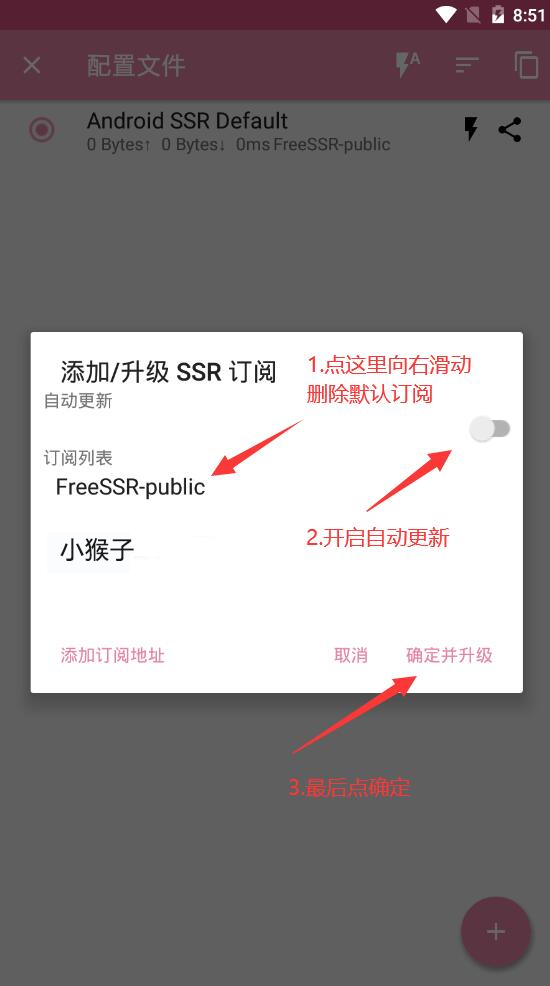 8:51
配置文件
A
Android SSR Default
0 Bytes↑ 0 Bytes↓ 0ms FreeSSR-public
添加/升级 SSR 订阅
1.点这里向右滑动
删除默认订阅
自动更新
订阅列表
FreeSSR-public
2.开启自动更新
小猴子
添加订阅地址 取消 确定并升级
3.最后点确定